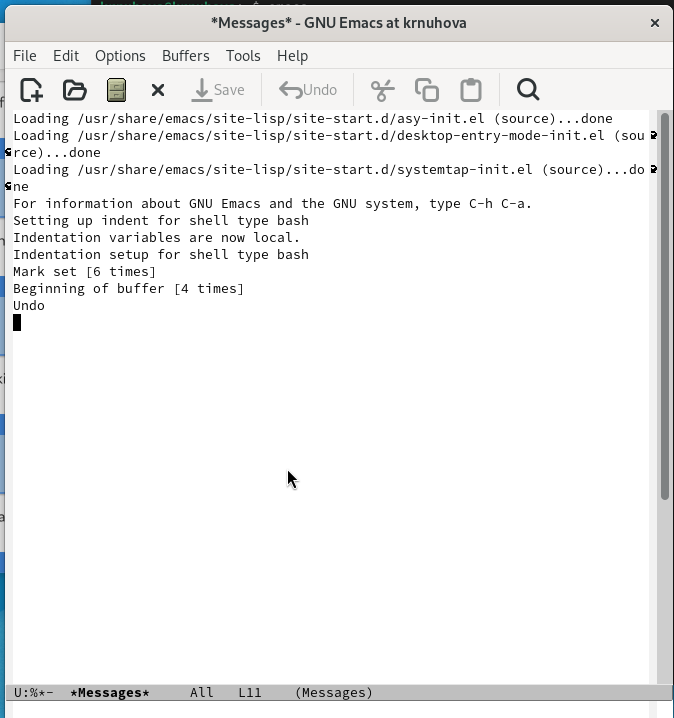 *Messages* - GNU Emacs at krnuhova
File Edit Options Buffers Tools Help
Save Undo
Loading /usr/share/emacs/site-lisp/site-start.d/asy-init.el (source)...done
Loading /usr/share/emacs/site-lisp/site-start.d/desktop-entry-mode-init.el (sou
rce)...done
Loading /usr/share/emacs/site-lisp/site-start.d/systemtap-init.el (source)...do
ne
For information about GNU Emacs and the GNU system, type C-h C-a.
Setting up indent for shell type bash
Indentation variables are now local.
Indentation setup for shell type bash
Mark set [6 times]
Beginning of buffer [4 times]
Undo
U:%*- *Messages* All L11 (Messages)